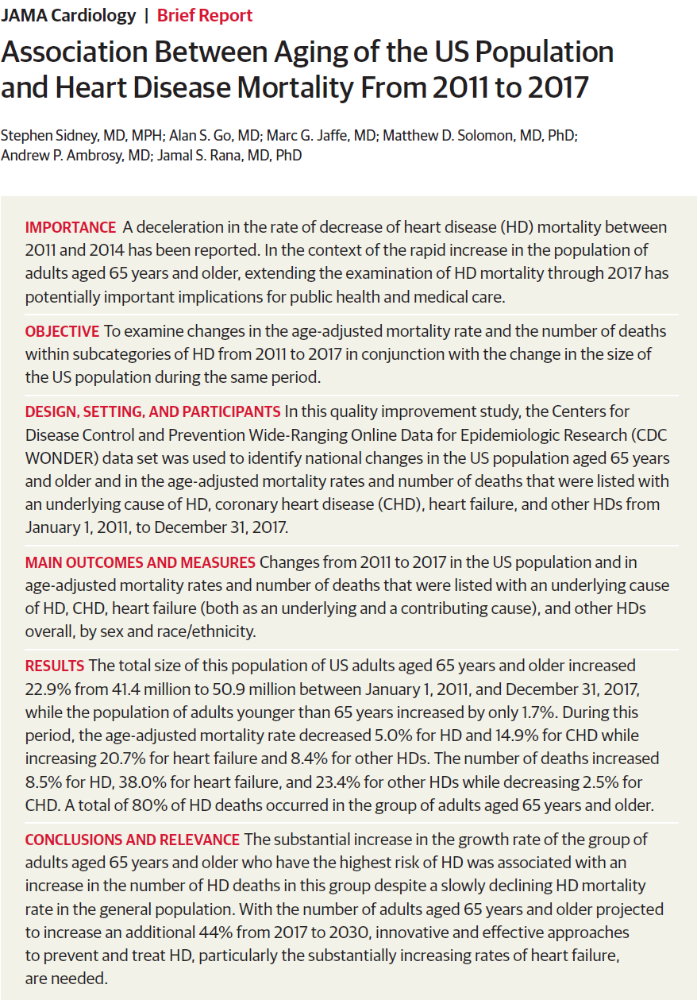 JAMA Cardiology | Brief Report
Association Between Aging of the US Population
and Heart Disease Mortality From 2011 to 2017
Stephen Sidney, MD, MPH; Alan S. Go, MD; Marc G. Jaffe, MD; Matthew D. Solomon, MD, PhD;
Andrew P. Ambrosy, MD; Jamal S. Rana, MD, PhD
IMPORTANCE A deceleration in the rate of decrease of heart disease (HD) mortality between
2011 and 2014 has been reported. In the context of the rapid increase in the population of
adults aged 65 years and older, extending the examination of HD mortality through 2017 has
potentially important implications for public health and medical care.
OBJECTIVE To examine changes in the age-adjusted mortality rate and the number of deaths
within subcategories of HD from 2011 to 2017 in conjunction with the change in the size of
the US population during the same period.
DESIGN, SETTING, AND PARTICIPANTS In this quality improvement study, the Centers for
Disease Control and Prevention Wide-Ranging Online Data for Epidemiologic Research (CDC
WONDER) data set was used to identify national changes in the US population aged 65 years
and older and in the age-adjusted mortality rates and number of deaths that were listed with
an underlying cause of HD, coronary heart disease (CHD), heart failure, and other HDs from
January 1, 2011, to December 31, 2017.
MAIN OUTCOMES AND MEASURES Changes from 2011 to 2017 in the US population and in
age-adjusted mortality rates and number of deaths that were listed with an underlying cause
of HD, CHD, heart failure (both as an underlying and a contributing cause), and other HDs
overall, by sex and race/ethnicity.
RESULTS The total size of this population of US adults aged 65 years and older increased
22.9% from 41.4 million to 50.9 million between January 1, 2011, and December 31, 2017,
while the population of adults younger than 65 years increased by only 1.7%. During this
period, the age-adjusted mortality rate decreased 5.0% for HD and 14.9% for CHD while
increasing 20.7% for heart failure and 8.4% for other HDs. The number of deaths increased
8.5% for HD, 38.0% for heart failure, and 23.4% for other HDs while decreasing 2.5% for
CHD. A total of 80% of HD deaths occurred in the group of adults aged 65 years and older.
CONCLUSIONS AND RELEVANCE The substantial increase in the growth rate of the group of
adults aged 65 years and older who have the highest risk of HD was associated with an
increase in the number of HD deaths in this group despite a slowly declining HD mortality
rate in the general population. With the number of adults aged 65 years and older projected
to increase an additional 44% from 2017 to 2030, innovative and effective approaches
to prevent and treat HD, particularly the substantially increasing rates of heart failure,
are needed.